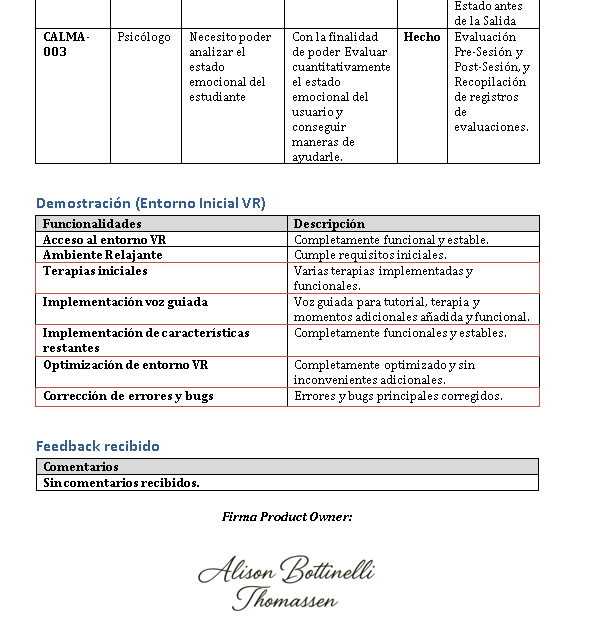 Estado antes
de la Salida
CALMA- Psicólogo Necesito poder Con la finalidad Hecho Evaluación
003 analizar el de poder Evaluar Pre-Sesión y
estado cuantitativamente Post-Sesión, y
emocional del el estado Recopilación
estudiante emocional del de registros
usuario y de
conseguir evaluaciones.
maneras de
ayudarle.
Demostración (Entorno Inicial VR)
Funcionalidades Descripción
Acceso al entorno VR Completamente funcional y estable.
Ambiente Relajante Cumple requisitos iniciales.
Terapias iniciales Varias terapias implementadas y
funcionales.
Implementación voz guiada Voz guiada para tutorial, terapia y
momentos adicionales añadida y funcional.
Implementación de características Completamente funcionales y estables.
restantes
Optimización de entorno VR Completamente optimizado y sin
inconvenientes adicionales.
Corrección de errores y bugs Errores y bugs principales corregidos.
Feedback recibido
Comentarios
Sin comentarios recibidos.
Firma Product Owner:
Alison Bottinelli
Thomassen